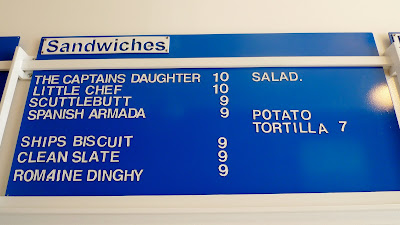 Sandwiches
THE CAPTAINS DAUGHTER 10
LITTLE CHEF 10
SCUTTLEBUTT 9
SPANISH ARMADA 9
SHIPS BISCUIT 9
CLEAN SLATE 9
ROMAINE DINGHY 9
SALAD.
POTATO
TORTILLA 7